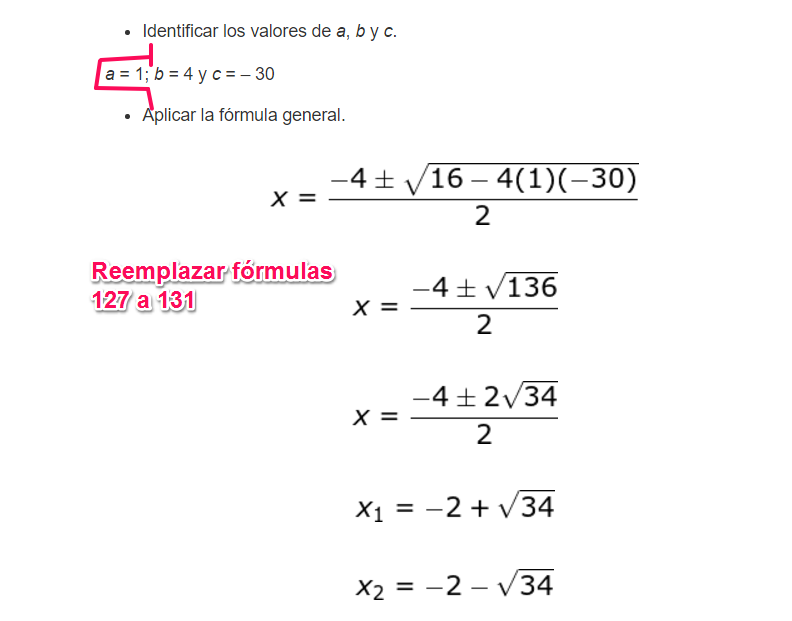 • Identificar los valores de a, b y c.
a = 1; b = 4 y c = – 30
• Aplicar la fórmula general.
x = (−4 ± √(16 − 4(1)(−30))) / 2
Reemplazar fórmulas
127 a 131
x = (−4 ± √136) / 2
x = (−4 ± 2√34) / 2
x₁ = −2 + √34
x₂ = −2 − √34